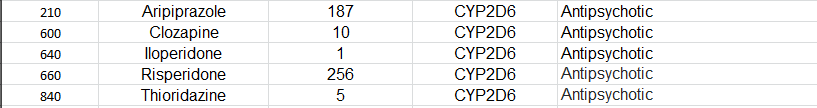 210 Aripiprazole 187 CYP2D6 Antipsychotic
600 Clozapine 10 CYP2D6 Antipsychotic
640 Iloperidone 1 CYP2D6 Antipsychotic
660 Risperidone 256 CYP2D6 Antipsychotic
840 Thioridazine 5 CYP2D6 Antipsychotic